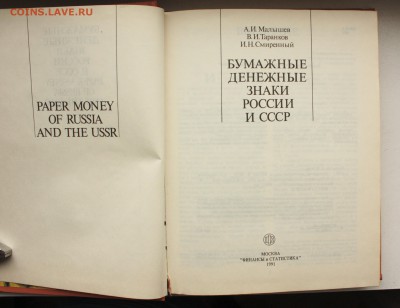 COINS.LAVE.RU
PAPER MONEY
OF RUSSIA
AND THE USSR
А.И. Малышев
В.И. Таранков
И.Н. Смиренный
БУМАЖНЫЕ
ДЕНЕЖНЫЕ
ЗНАКИ
РОССИИ
И СССР
МОСКВА
"ФИНАНСЫ и СТАТИСТИКА"
1991